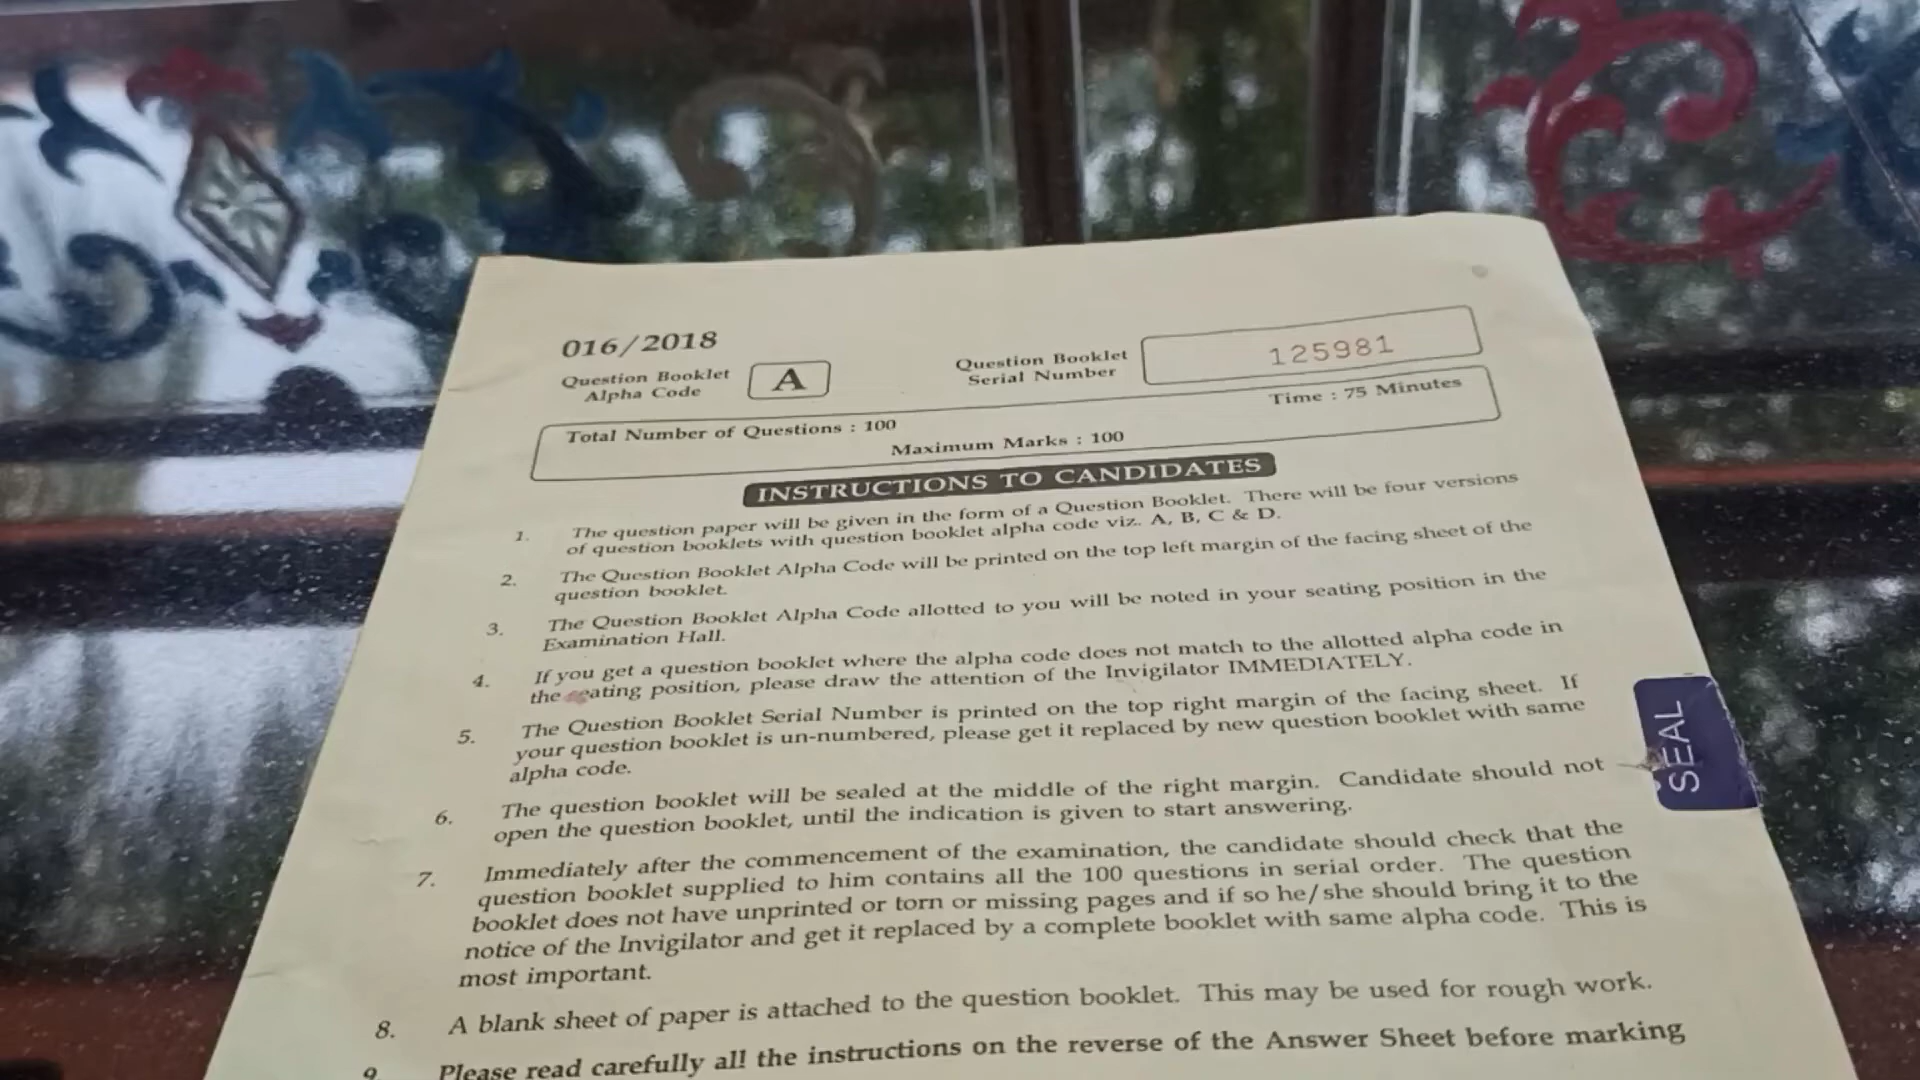 016/2018
Question Booklet
Alpha Code
A
Question Booklet
Serial Number
125981
Total Number of Questions : 100
Time : 75 Minutes
Maximum Marks : 100
INSTRUCTIONS TO CANDIDATES
1. The question paper will be given in the form of a Question Booklet. There will be four versions
of question booklets with question booklet alpha code viz. A, B, C & D.
2. The Question Booklet Alpha Code will be printed on the top left margin of the facing sheet of the
question booklet.
3. The Question Booklet Alpha Code allotted to you will be noted in your seating position in the
Examination Hall.
4. If you get a question booklet where the alpha code does not match to the allotted alpha code in
the seating position, please draw the attention of the Invigilator IMMEDIATELY.
5. The Question Booklet Serial Number is printed on the top right margin of the facing sheet. If
your question booklet is un-numbered, please get it replaced by new question booklet with same
alpha code.
6. The question booklet will be sealed at the middle of the right margin. Candidate should not
open the question booklet, until the indication is given to start answering.
SEAL
7. Immediately after the commencement of the examination, the candidate should check that the
question booklet supplied to him contains all the 100 questions in serial order. The question
booklet does not have unprinted or torn or missing pages and if so he/she should bring it to the
notice of the Invigilator and get it replaced by a complete booklet with same alpha code. This is
most important.
8. A blank sheet of paper is attached to the question booklet. This may be used for rough work.
9. Please read carefully all the instructions on the reverse of the Answer Sheet before marking